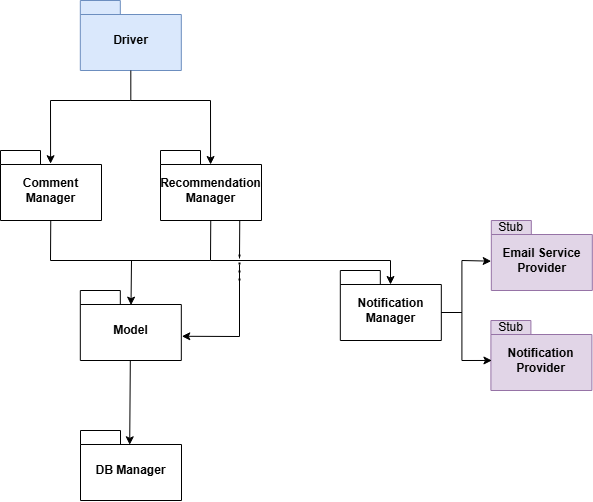 Driver
Comment
Manager
Recommendation
Manager
Stub
Email Service
Provider
Notification
Manager
Model
Stub
Notification
Provider
DB Manager